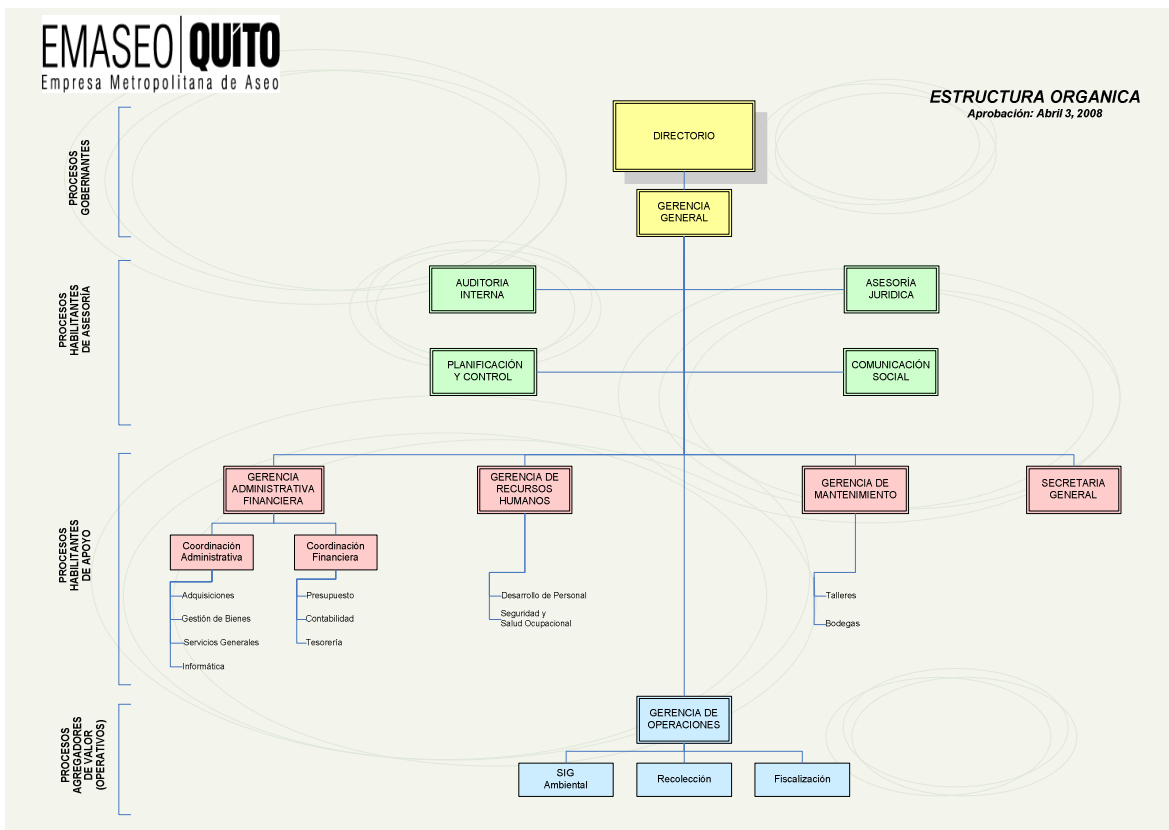 EMASEO QUÍTO
Empresa Metropolitana de Aseo
ESTRUCTURA ORGANICA
Aprobación: Abril 3, 2008
PROCESOS
GOBERNANTES
DIRECTORIO
GERENCIA
GENERAL
PROCESOS
HABILITANTES
DE ASESORÍA
AUDITORIA
INTERNA
ASESORÍA
JURIDICA
PLANIFICACIÓN
Y CONTROL
COMUNICACIÓN
SOCIAL
PROCESOS
HABILITANTES
DE APOYO
GERENCIA
ADMINISTRATIVA
FINANCIERA
GERENCIA DE
RECURSOS
HUMANOS
GERENCIA DE
MANTENIMIENTO
SECRETARIA
GENERAL
Coordinación
Administrativa
Coordinación
Financiera
Adquisiciones
Gestión de Bienes
Servicios Generales
Informática
Presupuesto
Contabilidad
Tesorería
Desarrollo de Personal
Seguridad y
Salud Ocupacional
Talleres
Bodegas
PROCESOS
AGREGADORES
DE VALOR
(OPERATIVOS)
GERENCIA DE
OPERACIONES
SIG
Ambiental
Recolección
Fiscalización